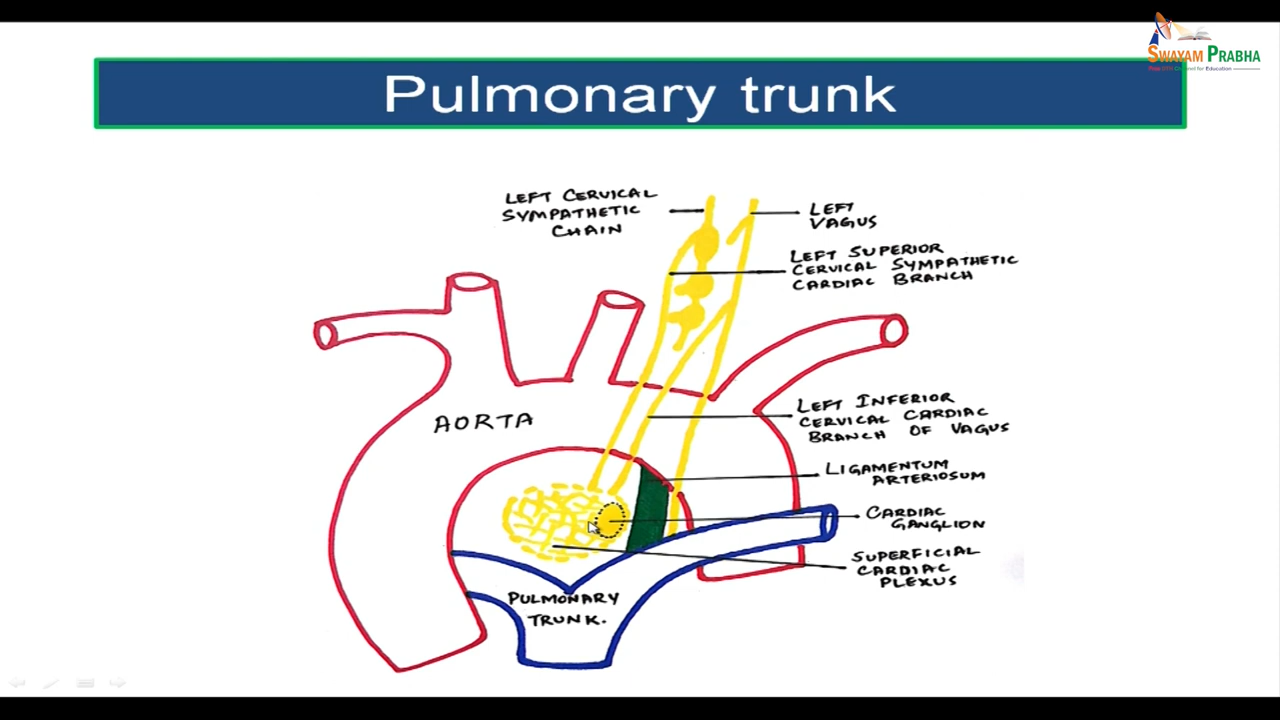 SWAYAM PRABHA
Pulmonary trunk
LEFT CERVICAL
SYMPATHETIC
CHAIN
LEFT
VAGUS
LEFT SUPERIOR
CERVICAL SYMPATHETIC
CARDIAC BRANCH
AORTA
LEFT INFERIOR
CERVICAL CARDIAC
BRANCH OF VAGUS
LIGAMENTUM
ARTERIOSUM
CARDIAC
GANGLION
SUPERFICIAL
CARDIAC
PLEXUS
PULMONARY
TRUNK.